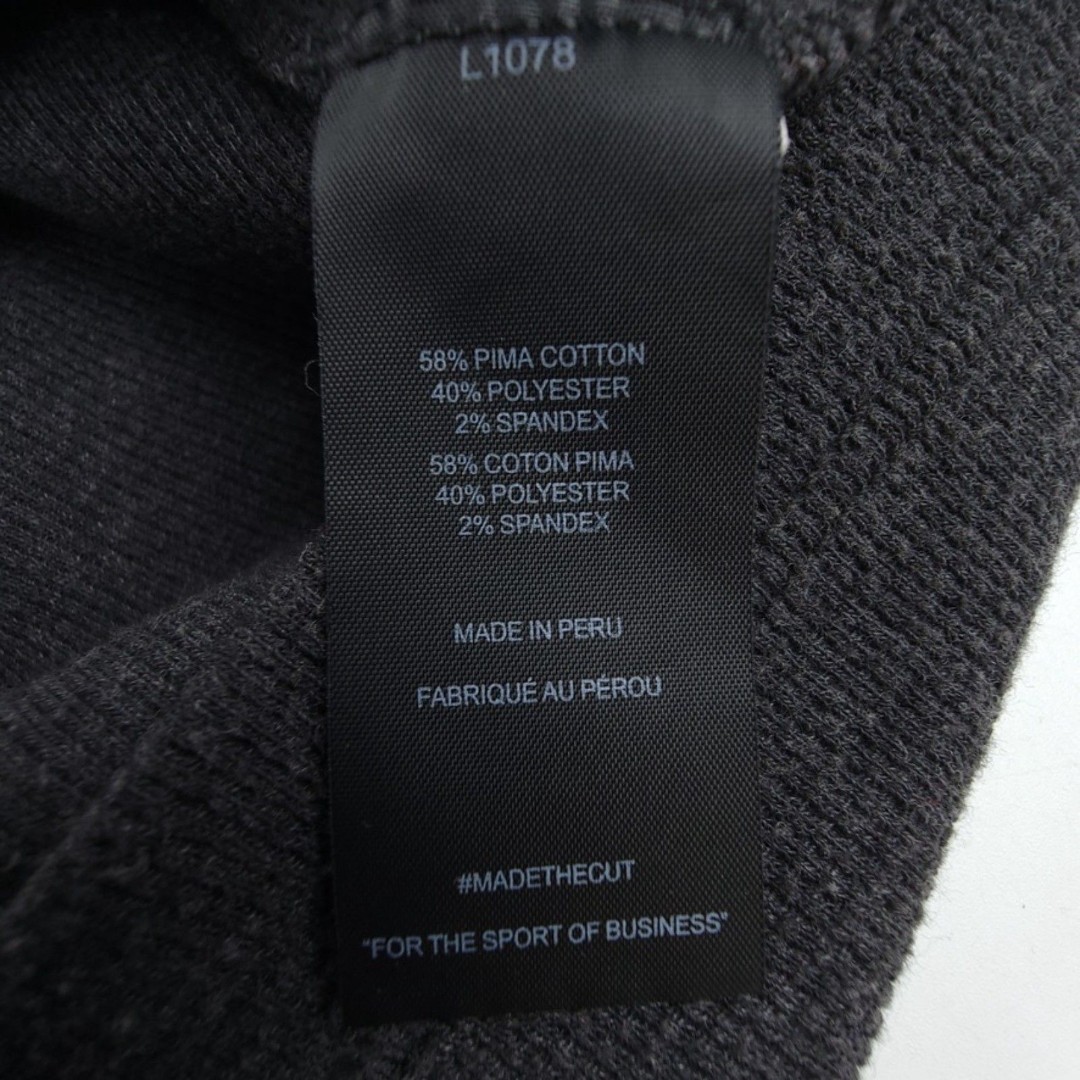 L1078
58% PIMA COTTON
40% POLYESTER
2% SPANDEX
58% COTON PIMA
40% POLYESTER
2% SPANDEX
MADE IN PERU
FABRIQUÉ AU PÉROU
#MADETHECUT
"FOR THE SPORT OF BUSINESS"